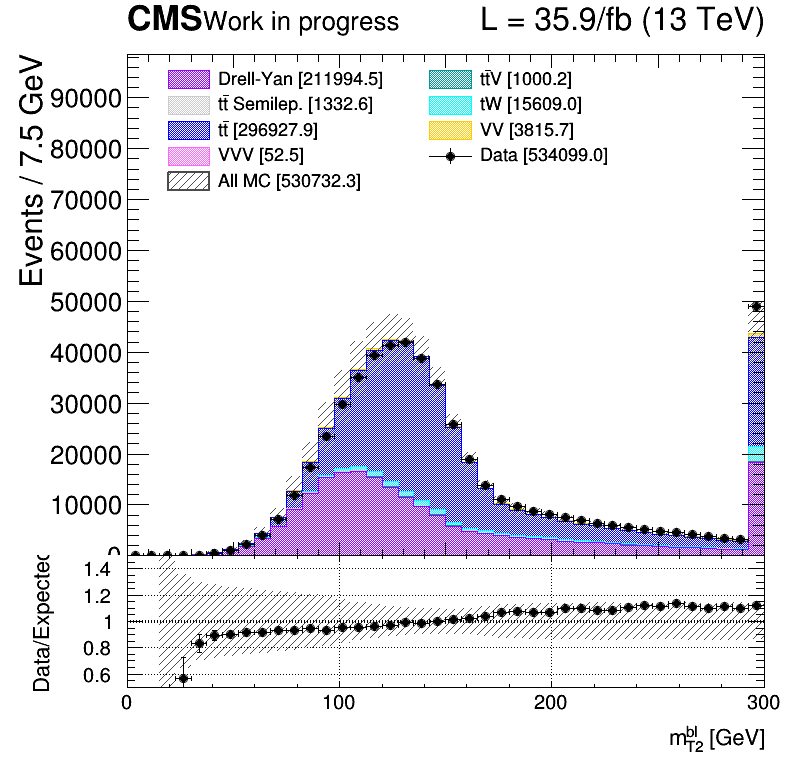 CMS Work in progress L = 35.9/fb (13 TeV)
Events / 7.5 GeV
Drell-Yan [211994.5]
tt̄ Semilep. [1332.6]
tt̄ [296927.9]
VVV [52.5]
All MC [530732.3]
tt̄V [1000.2]
tW [15609.0]
VV [3815.7]
Data [534099.0]
90000
80000
70000
60000
50000
40000
30000
20000
10000
0
Data/Expected
1.4
1.2
1
0.8
0.6
0 100 200 300
m_{T2}^{bl} [GeV]